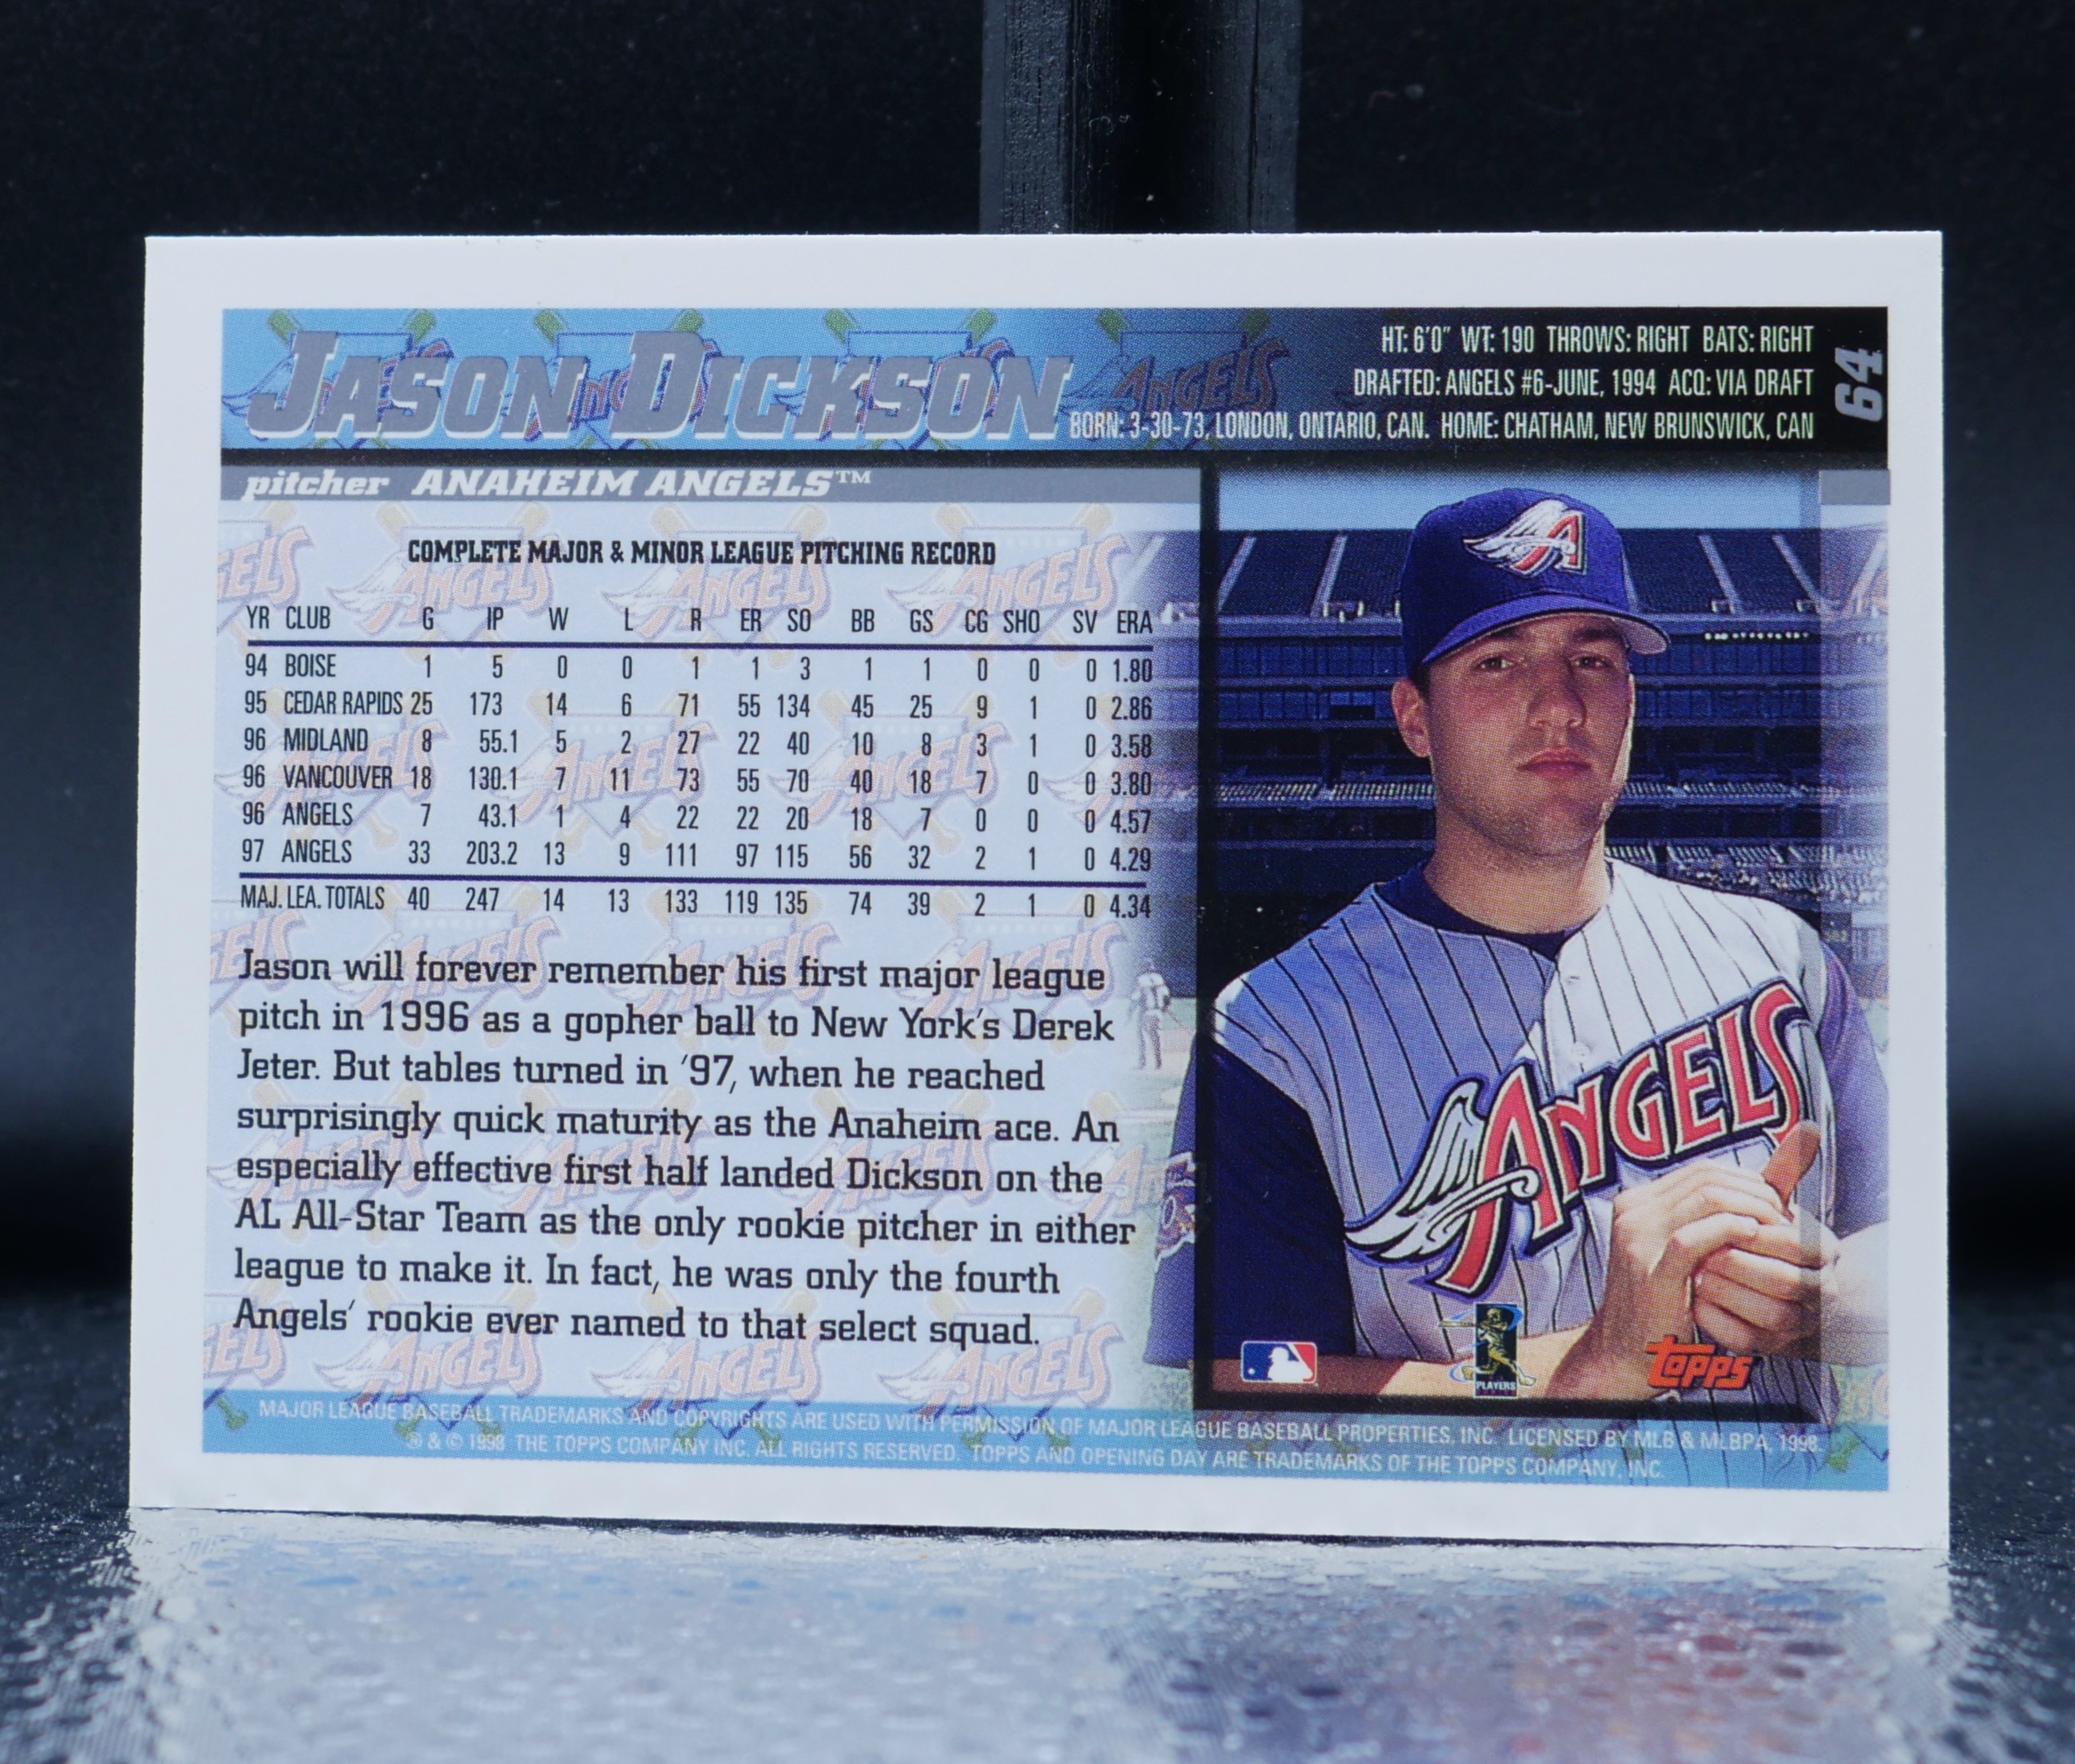 JASON DICKSON
HT: 6'0" WT: 190 THROWS: RIGHT BATS: RIGHT
DRAFTED: ANGELS #6-JUNE, 1994 ACQ: VIA DRAFT
BORN: 3-30-73, LONDON, ONTARIO, CAN. HOME: CHATHAM, NEW BRUNSWICK, CAN
64
pitcher ANAHEIM ANGELS™
COMPLETE MAJOR & MINOR LEAGUE PITCHING RECORD
YR CLUB G IP W L R ER SO BB GS CG SHO SV ERA
94 BOISE 1 5 0 0 1 1 3 1 1 0 0 0 1.80
95 CEDAR RAPIDS 25 173 14 6 71 55 134 45 25 9 1 0 2.86
96 MIDLAND 8 55.1 5 2 27 22 40 10 8 3 1 0 3.58
96 VANCOUVER 18 130.1 7 11 73 55 70 40 18 7 0 0 3.80
96 ANGELS 7 43.1 1 4 22 22 20 18 7 0 0 0 4.57
97 ANGELS 33 203.2 13 9 111 97 115 56 32 2 1 0 4.29
MAJ. LEA. TOTALS 40 247 14 13 133 119 135 74 39 2 1 0 4.34
Jason will forever remember his first major league
pitch in 1996 as a gopher ball to New York's Derek
Jeter. But tables turned in '97, when he reached
surprisingly quick maturity as the Anaheim ace. An
especially effective first half landed Dickson on the
AL All-Star Team as the only rookie pitcher in either
league to make it. In fact, he was only the fourth
Angels' rookie ever named to that select squad.
A
ANGELS
PLAYERS
topps
MAJOR LEAGUE BASEBALL TRADEMARKS AND COPYRIGHTS ARE USED WITH PERMISSION OF MAJOR LEAGUE BASEBALL PROPERTIES, INC. LICENSED BY MLB & MLBPA, 1998.
® & © 1998 THE TOPPS COMPANY INC. ALL RIGHTS RESERVED. TOPPS AND OPENING DAY ARE TRADEMARKS OF THE TOPPS COMPANY, INC.